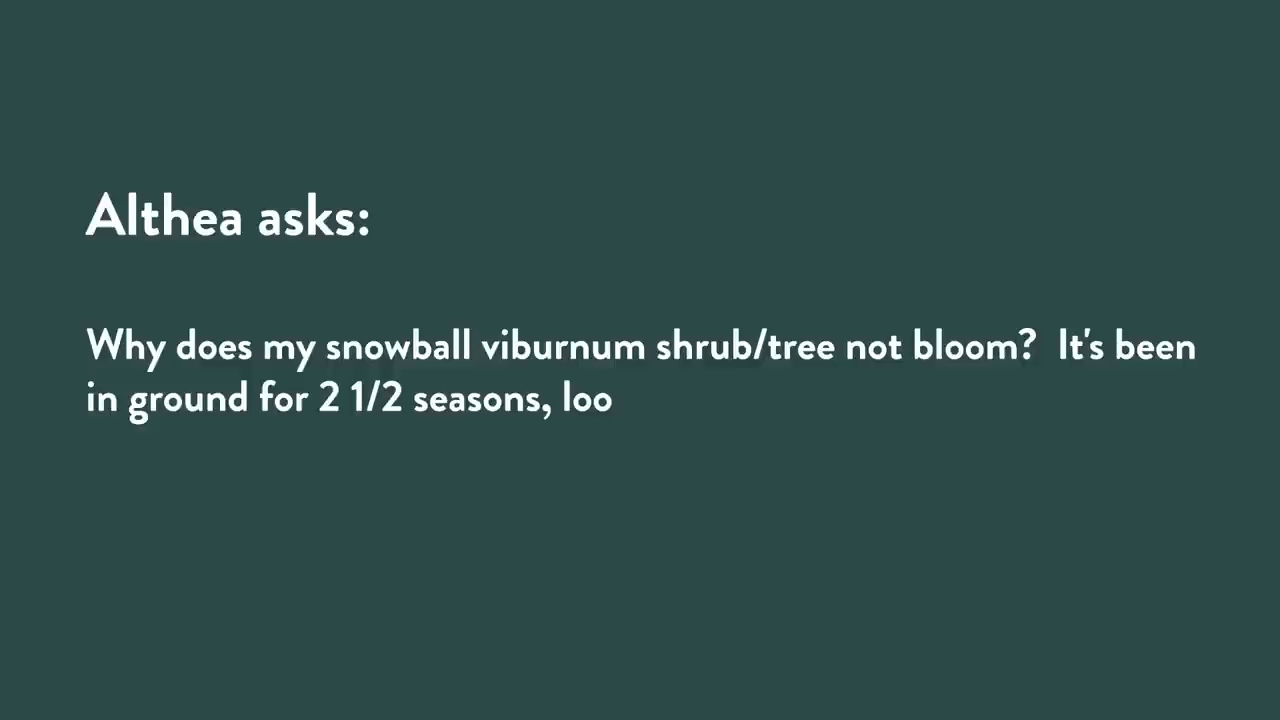 Althea asks:
Why does my snowball viburnum shrub/tree not bloom?  It's been
in ground for 2 1/2 seasons, loo